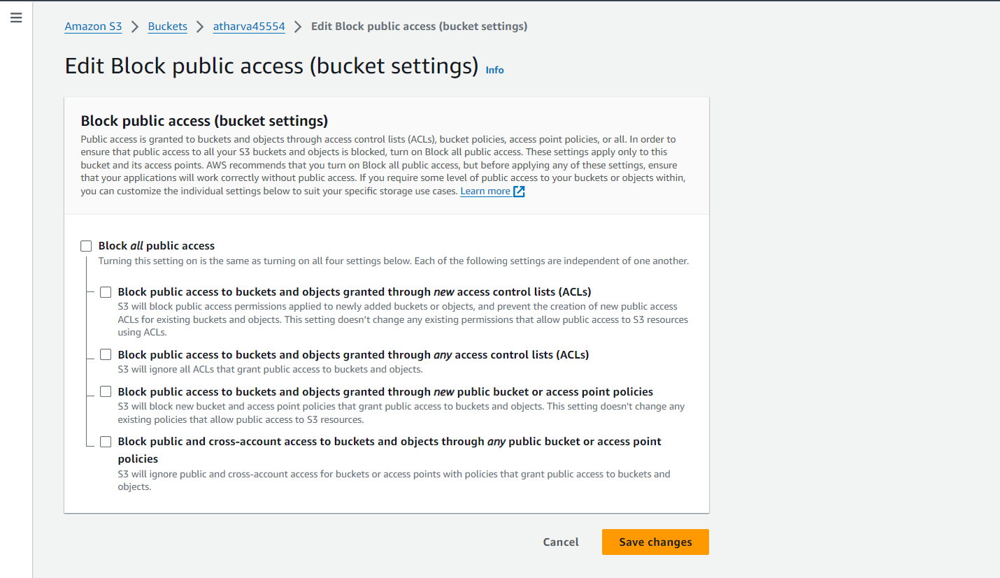 Amazon S3 > Buckets > atharva45554 > Edit Block public access (bucket settings)
Edit Block public access (bucket settings) Info
Block public access (bucket settings)
Public access is granted to buckets and objects through access control lists (ACLs), bucket policies, access point policies, or all. In order to
ensure that public access to all your S3 buckets and objects is blocked, turn on Block all public access. These settings apply only to this
bucket and its access points. AWS recommends that you turn on Block all public access, but before applying any of these settings, ensure
that your applications will work correctly without public access. If you require some level of public access to your buckets or objects within,
you can customize the individual settings below to suit your specific storage use cases. Learn more
Block all public access
Turning this setting on is the same as turning on all four settings below. Each of the following settings are independent of one another.
Block public access to buckets and objects granted through new access control lists (ACLs)
S3 will block public access permissions applied to newly added buckets or objects, and prevent the creation of new public access
ACLs for existing buckets and objects. This setting doesn't change any existing permissions that allow public access to S3 resources
using ACLs.
Block public access to buckets and objects granted through any access control lists (ACLs)
S3 will ignore all ACLs that grant public access to buckets and objects.
Block public access to buckets and objects granted through new public bucket or access point policies
S3 will block new bucket and access point policies that grant public access to buckets and objects. This setting doesn't change any
existing policies that allow public access to S3 resources.
Block public and cross-account access to buckets and objects through any public bucket or access point
policies
S3 will ignore public and cross-account access for buckets or access points with policies that grant public access to buckets and
objects.
Cancel Save changes